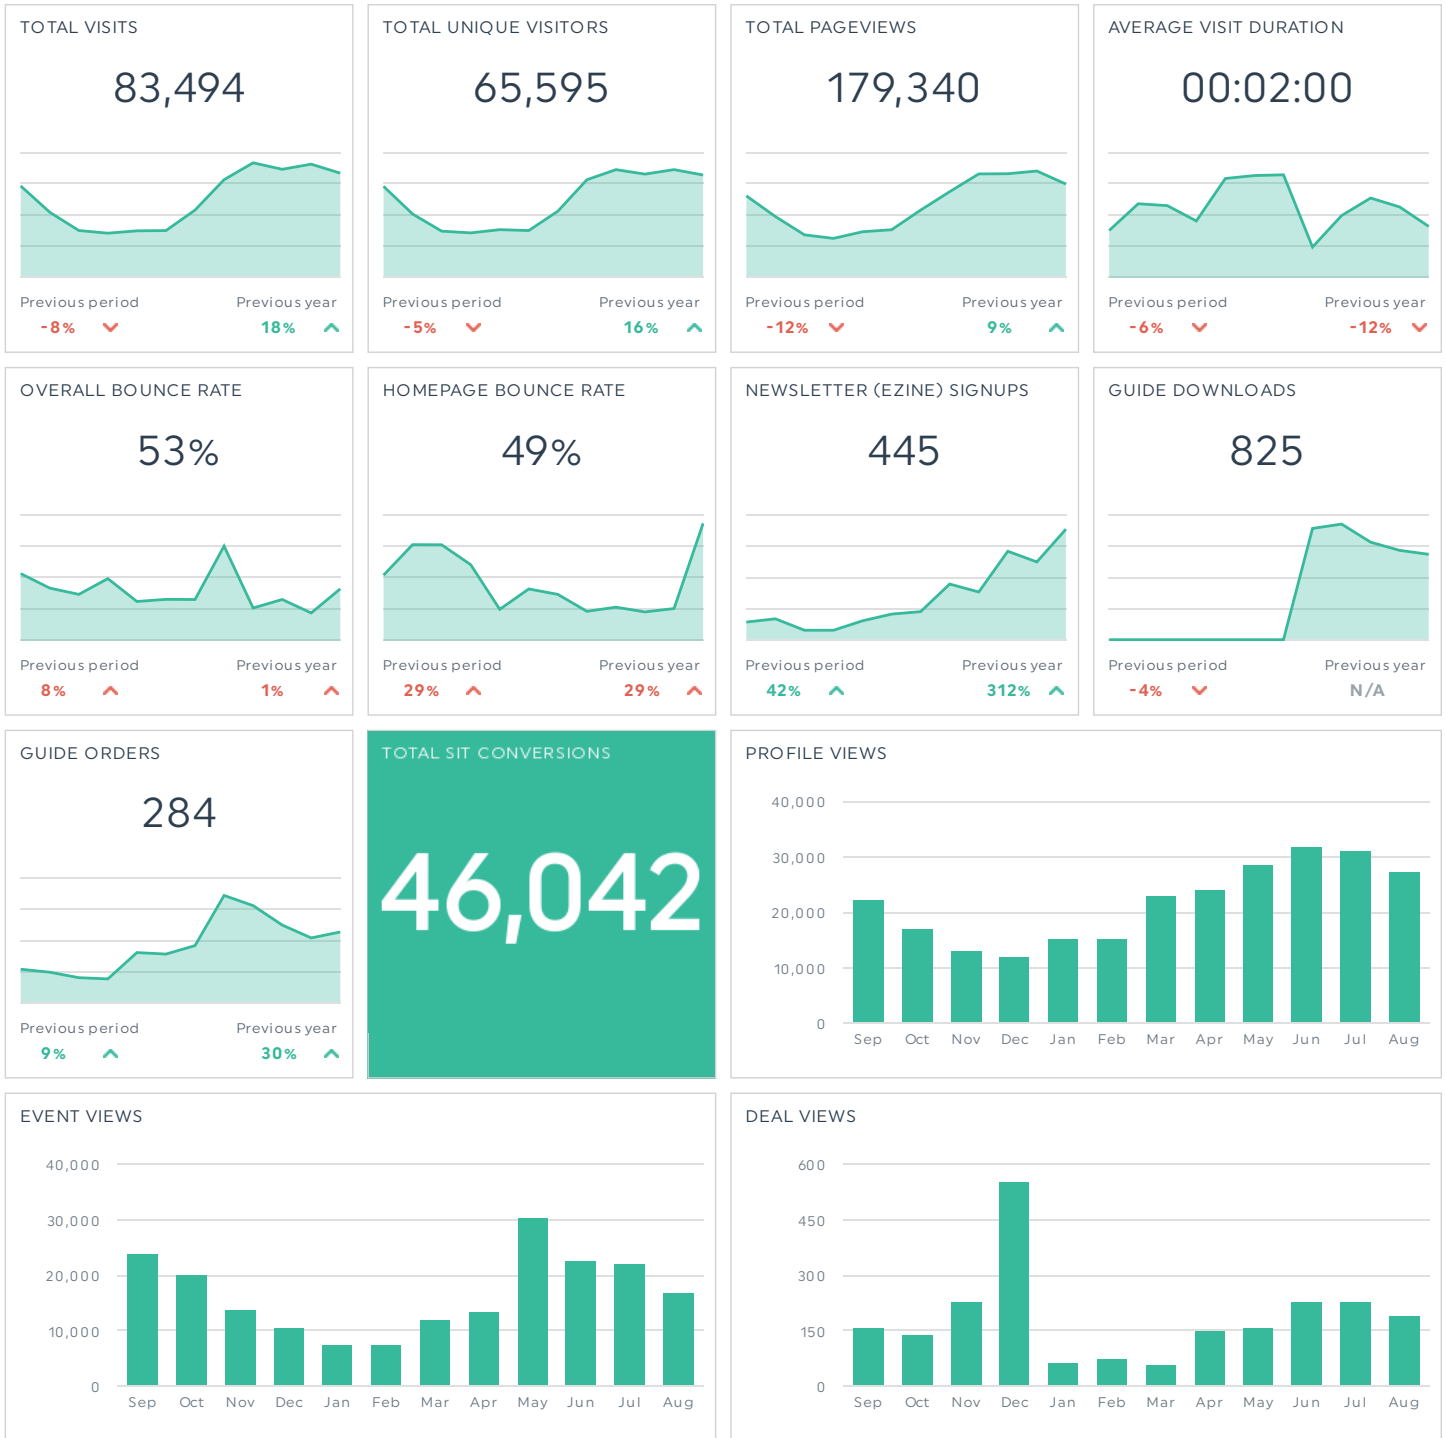 TOTAL VISITS
83,494
Previous period Previous year
-8% 18%
TOTAL UNIQUE VISITORS
65,595
Previous period Previous year
-5% 16%
TOTAL PAGEVIEWS
179,340
Previous period Previous year
-12% 9%
AVERAGE VISIT DURATION
00:02:00
Previous period Previous year
-6% -12%
OVERALL BOUNCE RATE
53%
Previous period Previous year
8% 1%
HOMEPAGE BOUNCE RATE
49%
Previous period Previous year
29% 29%
NEWSLETTER (EZINE) SIGNUPS
445
Previous period Previous year
42% 312%
GUIDE DOWNLOADS
825
Previous period Previous year
-4% N/A
GUIDE ORDERS
284
Previous period Previous year
9% 30%
TOTAL SIT CONVERSIONS
46,042
PROFILE VIEWS
40,000
30,000
20,000
10,000
0
Sep Oct Nov Dec Jan Feb Mar Apr May Jun Jul Aug
EVENT VIEWS
40,000
30,000
20,000
10,000
0
Sep Oct Nov Dec Jan Feb Mar Apr May Jun Jul Aug
DEAL VIEWS
600
450
300
150
0
Sep Oct Nov Dec Jan Feb Mar Apr May Jun Jul Aug